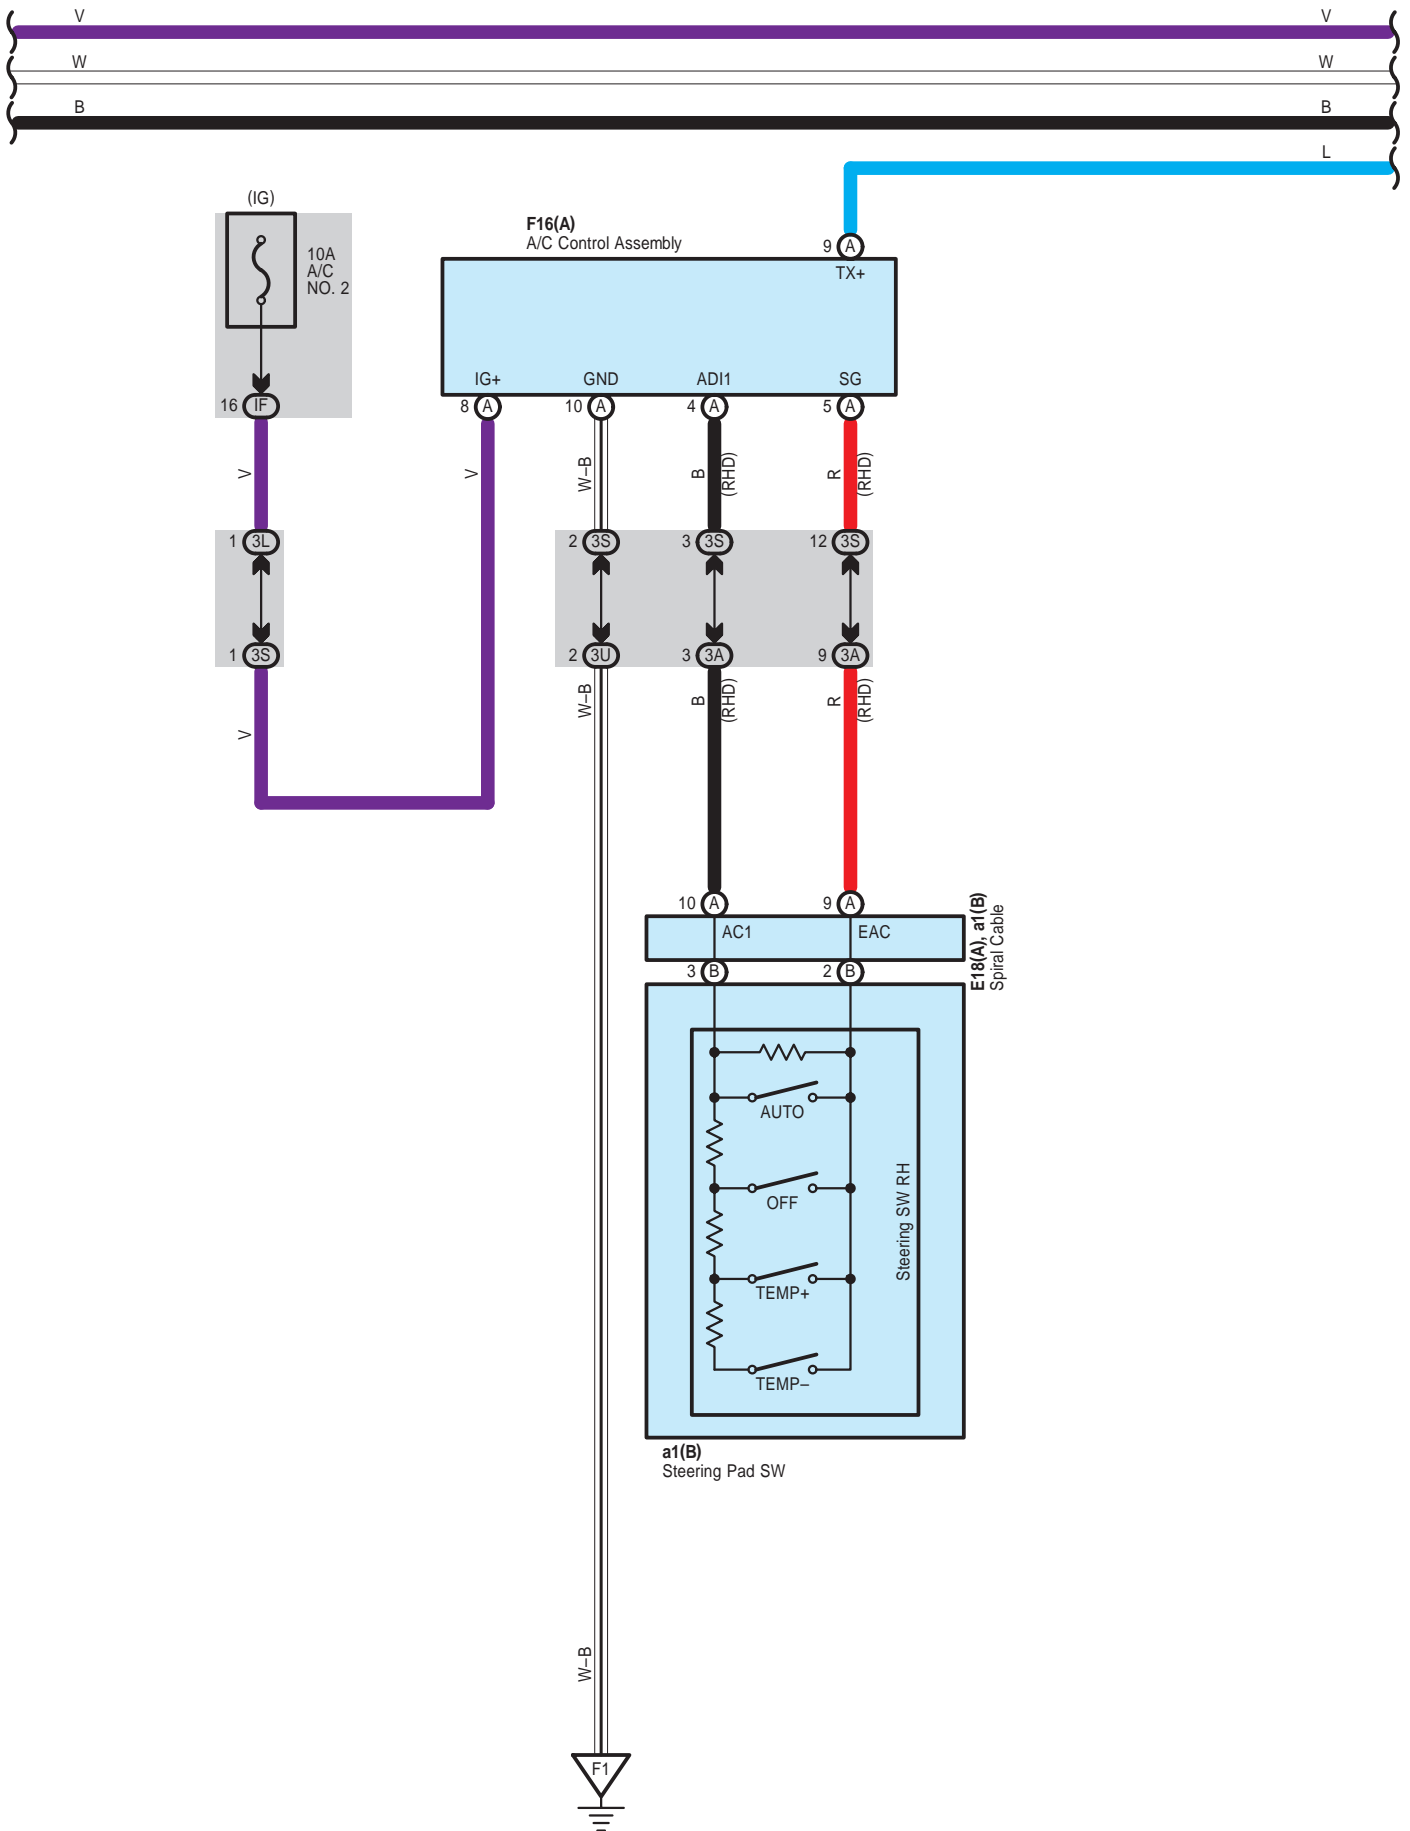 V V
W W
B B
L
(IG)
10A
A/C
NO. 2
F16(A)
A/C Control Assembly
9 A
TX+
IG+ GND ADI1 SG
16 IF 8 A 10 A 4 A 5 A
V V W–B B (RHD) R (RHD)
1 3L 2 3S 3 3S 12 3S
1 3S 2 3U 3 3A 9 3A
V W–B B (RHD) R (RHD)
10 A 9 A
AC1 EAC
E18(A), a1(B)
Spiral Cable
3 B 2 B
AUTO
OFF
TEMP+
TEMP–
Steering SW RH
a1(B)
Steering Pad SW
W–B
F1